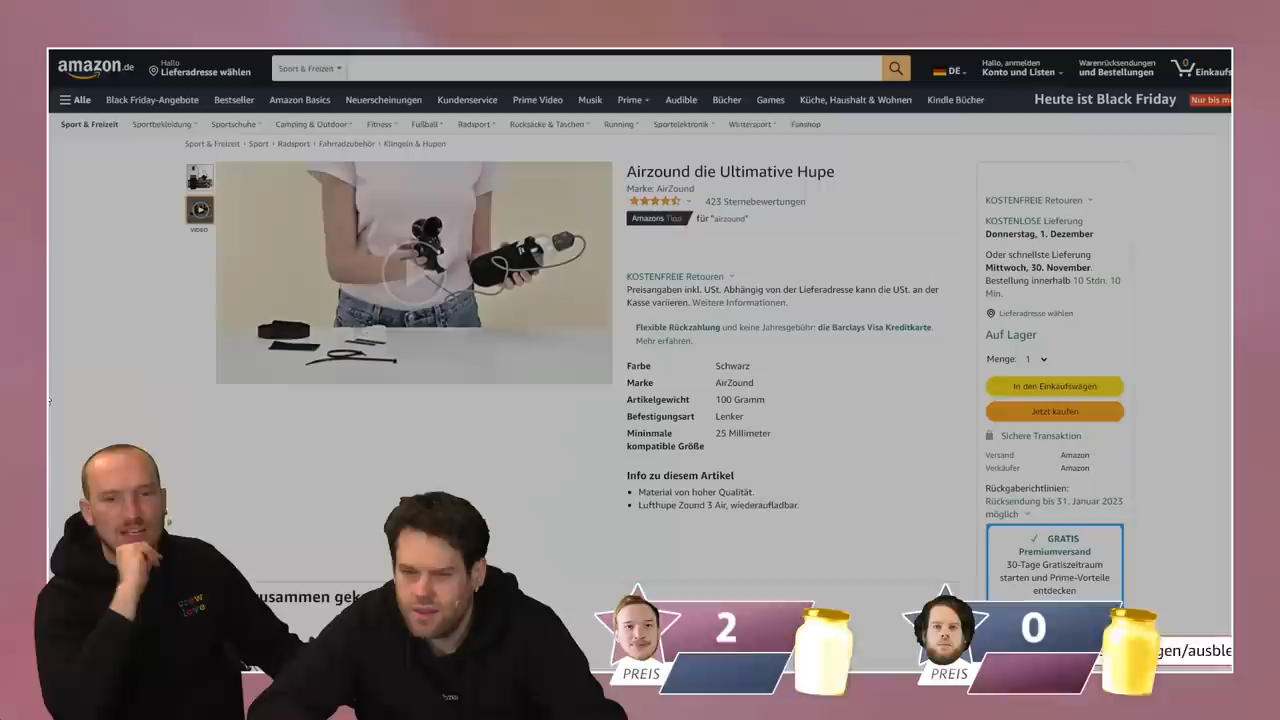 amazon.de
Hallo
Lieferadresse wählen
Sport & Freizeit
DE
Hallo, anmelden
Konto und Listen
Warenrücksendungen
und Bestellungen
0
Einkaufs
Alle
Black Friday-Angebote
Bestseller
Amazon Basics
Neuerscheinungen
Kundenservice
Prime Video
Musik
Prime
Audible
Bücher
Games
Küche, Haushalt & Wohnen
Kindle Bücher
Heute ist Black Friday
Nur bis m
Sport & Freizeit
Sportbekleidung
Sportschuhe
Camping & Outdoor
Fitness
Fußball
Radsport
Rucksäcke & Taschen
Running
Sportelektronik
Wintersport
Fanshop
Sport & Freizeit › Sport › Radsport › Fahrradzubehör › Klingeln & Hupen
VIDEO
Airzound die Ultimative Hupe
Marke: AirZound
423 Sternebewertungen
Amazons Tipp für "airzound"
KOSTENFREIE Retouren
Preisangaben inkl. USt. Abhängig von der Lieferadresse kann die USt. an der
Kasse variieren. Weitere Informationen.
Flexible Rückzahlung und keine Jahresgebühr: die Barclays Visa Kreditkarte.
Mehr erfahren.
Farbe Schwarz
Marke AirZound
Artikelgewicht 100 Gramm
Befestigungsart Lenker
Mininmale 25 Millimeter
kompatible Größe
Info zu diesem Artikel
• Material von hoher Qualität.
• Lufthupe Zound 3 Air, wiederaufladbar.
KOSTENFREIE Retouren
KOSTENLOSE Lieferung
Donnerstag, 1. Dezember
Oder schnellste Lieferung
Mittwoch, 30. November.
Bestellung innerhalb 10 Stdn. 10
Min.
Lieferadresse wählen
Auf Lager
Menge: 1
In den Einkaufswagen
Jetzt kaufen
Sichere Transaktion
Versand Amazon
Verkäufer Amazon
Rückgaberichtlinien:
Rücksendung bis 31. Januar 2023
möglich
✓ GRATIS
Premiumversand
30-Tage Gratiszeitraum
starten und Prime-Vorteile
entdecken
usammen gek
crew
love
2
PREIS
0
PREIS
gen/ausble